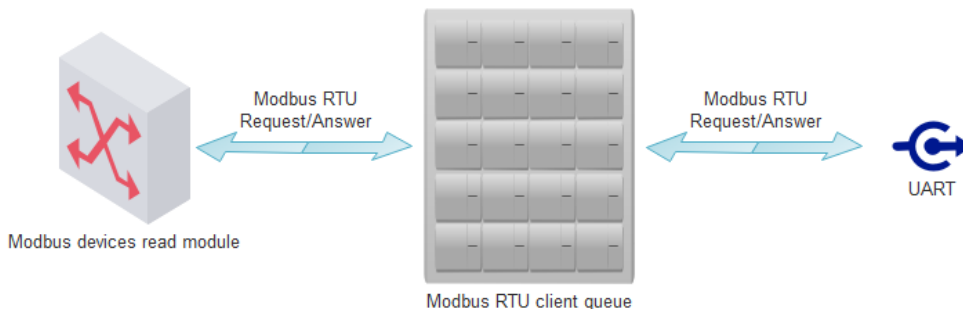 Modbus RTU
Request/Answer
Modbus RTU
Request/Answer
UART
Modbus devices read module
Modbus RTU client queue